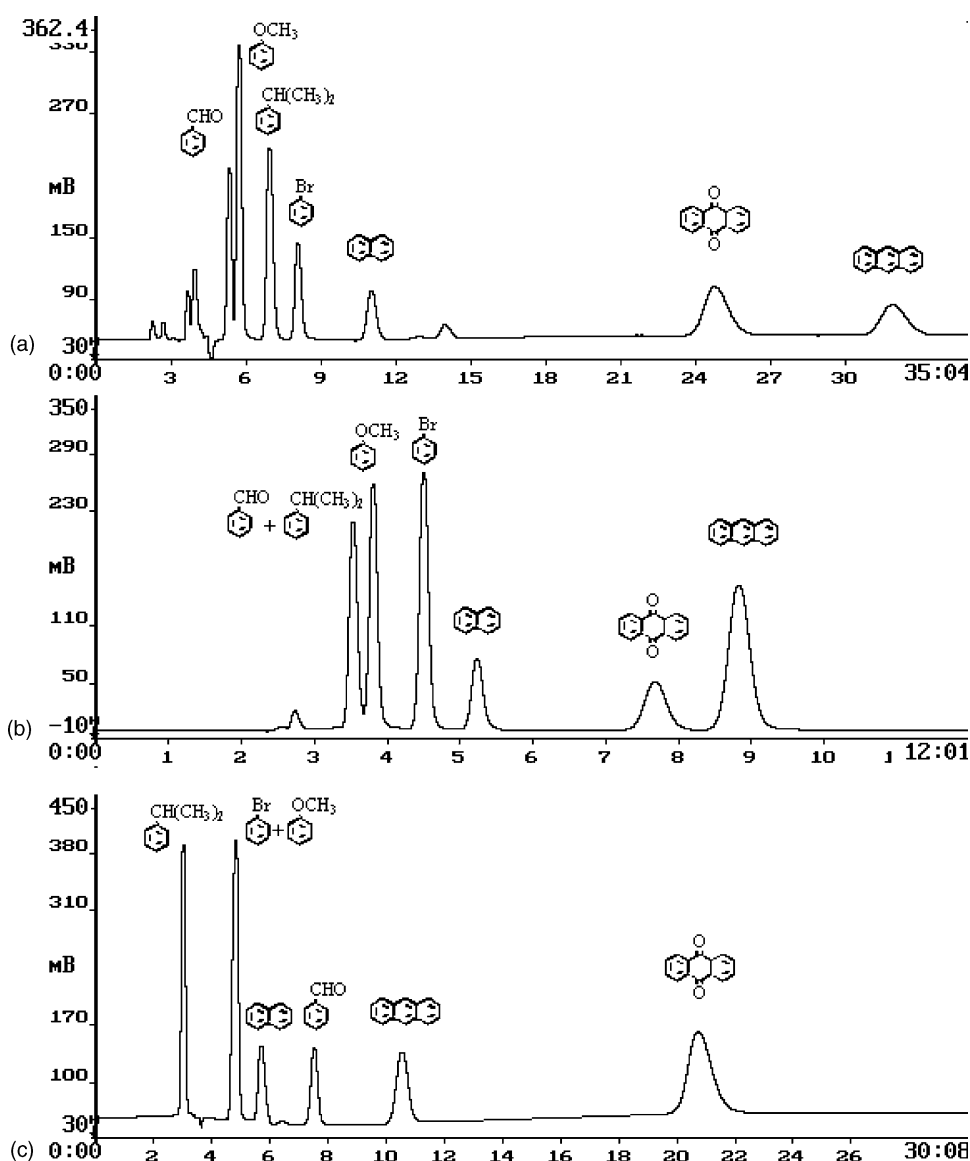 362.4
330
OCH3
CH(CH3)2
CHO
270
мВ
Br
O
O
150
90
(a)
30
0:00 3 6 9 12 15 18 21 24 27 30 35:04
350
290
OCH3
Br
230
CHO + CH(CH3)2
мВ
O
O
110
50
(b)
-10
0:00 1 2 3 4 5 6 7 8 9 10 1 12:01
450
CH(CH3)2
Br + OCH3
380
310
мВ
O
O
CHO
170
100
30
(c)
0:00 2 4 6 8 10 12 14 16 18 20 22 24 26 30:08